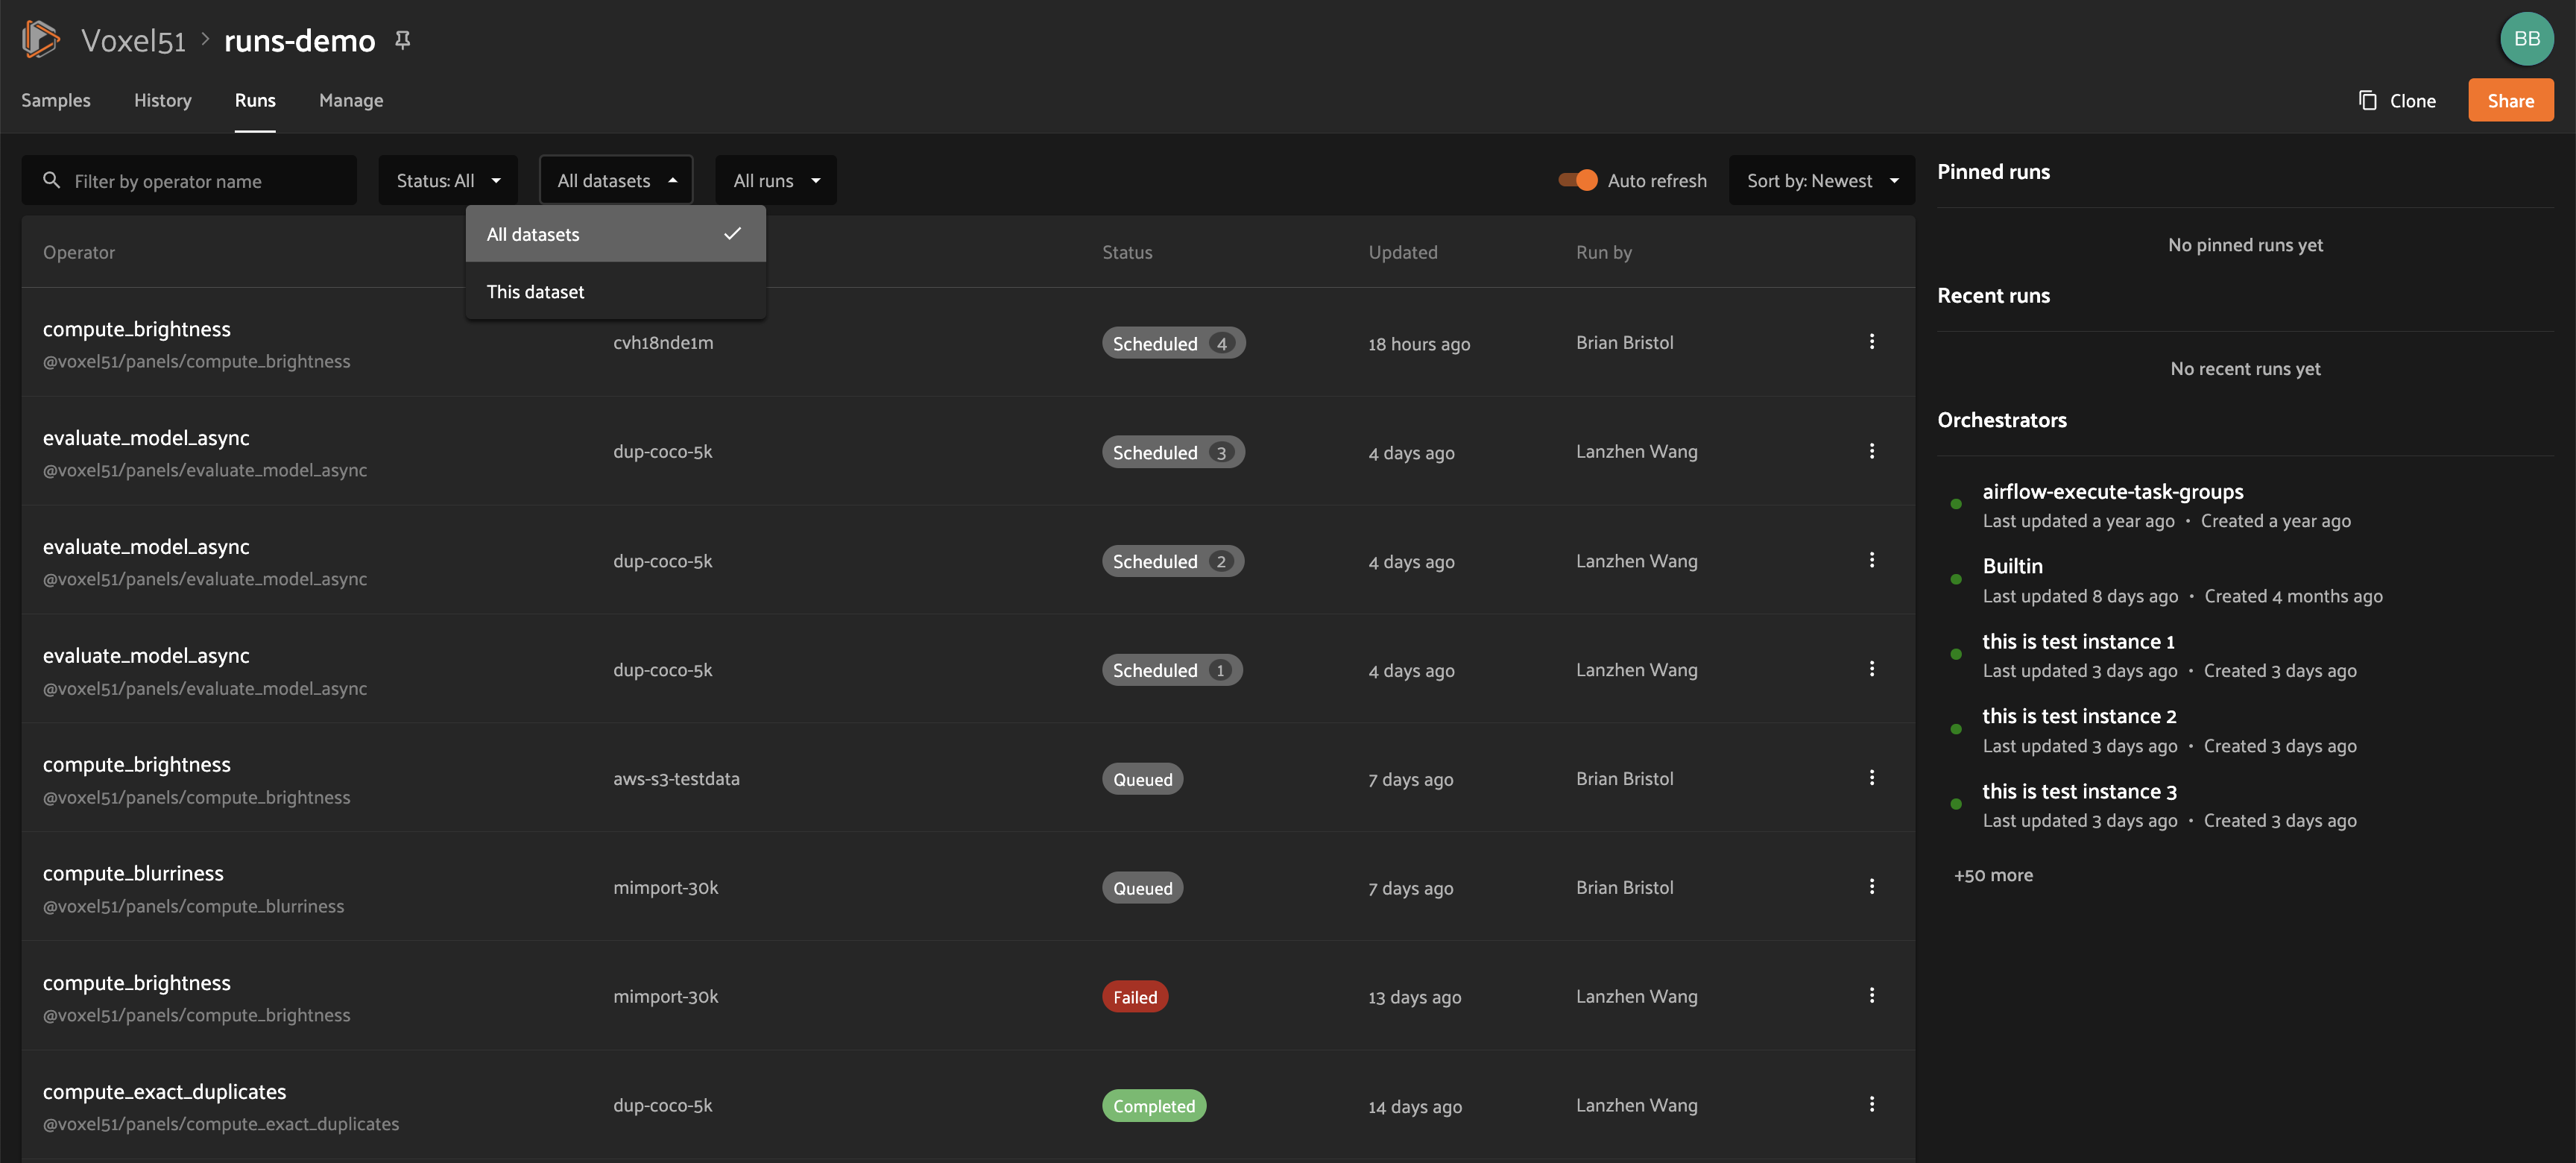 Voxel51 > runs-demo
BB
Samples History Runs Manage
Clone Share
Filter by operator name Status: All All datasets All runs Auto refresh Sort by: Newest
All datasets
This dataset
Operator Status Updated Run by
compute_brightness
@voxel51/panels/compute_brightness
cvh18nde1m Scheduled 4 18 hours ago Brian Bristol
evaluate_model_async
@voxel51/panels/evaluate_model_async
dup-coco-5k Scheduled 3 4 days ago Lanzhen Wang
evaluate_model_async
@voxel51/panels/evaluate_model_async
dup-coco-5k Scheduled 2 4 days ago Lanzhen Wang
evaluate_model_async
@voxel51/panels/evaluate_model_async
dup-coco-5k Scheduled 1 4 days ago Lanzhen Wang
compute_brightness
@voxel51/panels/compute_brightness
aws-s3-testdata Queued 7 days ago Brian Bristol
compute_blurriness
@voxel51/panels/compute_blurriness
mimport-30k Queued 7 days ago Brian Bristol
compute_brightness
@voxel51/panels/compute_brightness
mimport-30k Failed 13 days ago Lanzhen Wang
compute_exact_duplicates
@voxel51/panels/compute_exact_duplicates
dup-coco-5k Completed 14 days ago Lanzhen Wang
Pinned runs
No pinned runs yet
Recent runs
No recent runs yet
Orchestrators
airflow-execute-task-groups
Last updated a year ago • Created a year ago
Builtin
Last updated 8 days ago • Created 4 months ago
this is test instance 1
Last updated 3 days ago • Created 3 days ago
this is test instance 2
Last updated 3 days ago • Created 3 days ago
this is test instance 3
Last updated 3 days ago • Created 3 days ago
+50 more